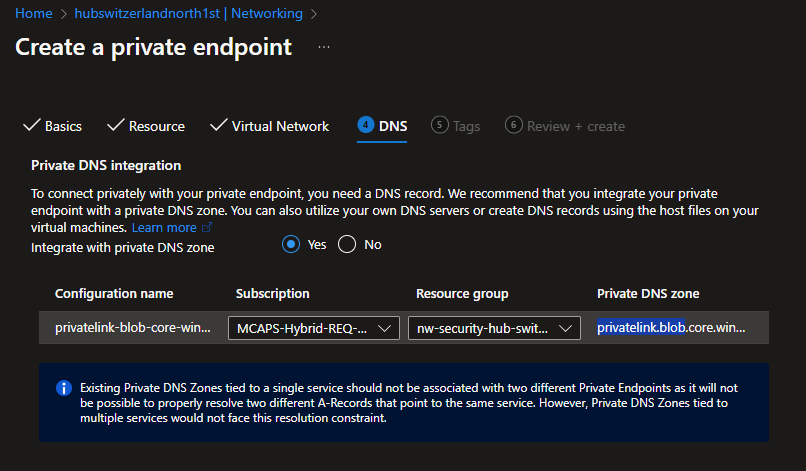 Home > hubswitzerlandnorth1st | Networking >
Create a private endpoint ...
Basics Resource Virtual Network 4 DNS 5 Tags 6 Review + create
Private DNS integration
To connect privately with your private endpoint, you need a DNS record. We recommend that you integrate your private
endpoint with a private DNS zone. You can also utilize your own DNS servers or create DNS records using the host files on your
virtual machines. Learn more
Integrate with private DNS zone Yes No
Configuration name Subscription Resource group Private DNS zone
privatelink-blob-core-win... MCAPS-Hybrid-REQ-... nw-security-hub-swit... privatelink.blob.core.win...
Existing Private DNS Zones tied to a single service should not be associated with two different Private Endpoints as it will not
be possible to properly resolve two different A-Records that point to the same service. However, Private DNS Zones tied to
multiple services would not face this resolution constraint.